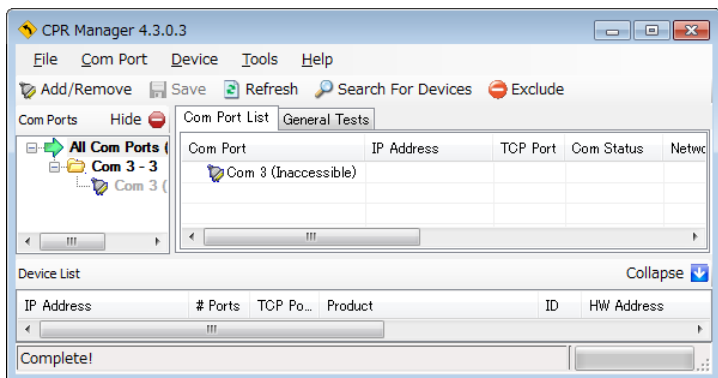 CPR Manager 4.3.0.3
File Com Port Device Tools Help
Add/Remove Save Refresh Search For Devices Exclude
Com Ports Hide
Com Port List General Tests
All Com Ports (
Com 3 - 3
Com 3 (
Com Port IP Address TCP Port Com Status Netwo
Com 3 (Inaccessible)
Device List Collapse
IP Address # Ports TCP Po... Product ID HW Address
Complete!